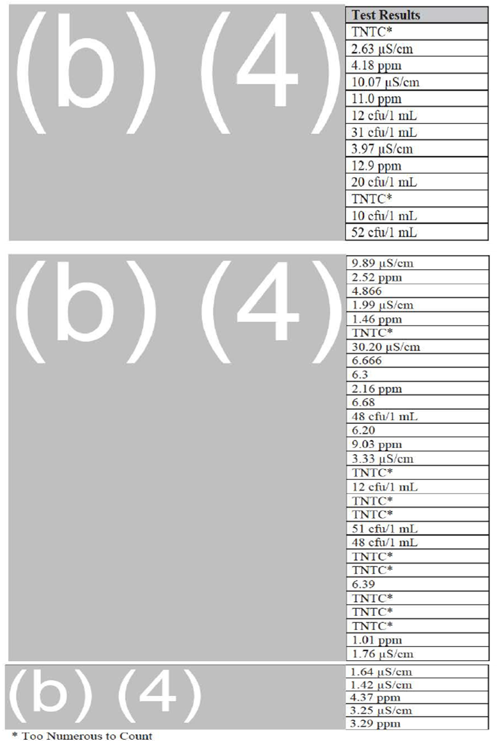 (b) (4)
Test Results
TNTC*
2.63 µS/cm
4.18 ppm
10.07 µS/cm
11.0 ppm
12 cfu/1 mL
31 cfu/1 mL
3.97 µS/cm
12.9 ppm
20 cfu/1 mL
TNTC*
10 cfu/1 mL
52 cfu/1 mL
(b) (4)
9.89 µS/cm
2.52 ppm
4.866
1.99 µS/cm
1.46 ppm
TNTC*
30.20 µS/cm
6.666
6.3
2.16 ppm
6.68
48 cfu/1 mL
6.20
9.03 ppm
3.33 µS/cm
TNTC*
12 cfu/1 mL
TNTC*
TNTC*
51 cfu/1 mL
48 cfu/1 mL
TNTC*
TNTC*
6.39
TNTC*
TNTC*
TNTC*
1.01 ppm
1.76 µS/cm
(b) (4)
1.64 µS/cm
1.42 µS/cm
4.37 ppm
3.25 µS/cm
3.29 ppm
* Too Numerous to Count